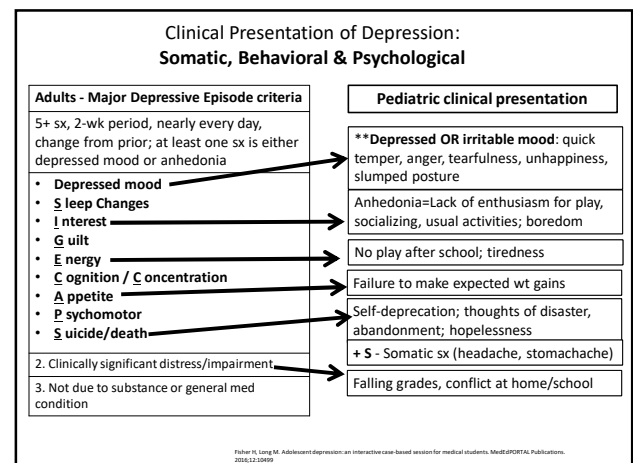 Clinical Presentation of Depression:
Somatic, Behavioral & Psychological
Adults - Major Depressive Episode criteria
5+ sx, 2-wk period, nearly every day,
change from prior; at least one sx is either
depressed mood or anhedonia
• Depressed mood
• S leep Changes
• I nterest
• G uilt
• E nergy
• C ognition / C oncentration
• A ppetite
• P sychomotor
• S uicide/death
2. Clinically significant distress/impairment
3. Not due to substance or general med
condition
Pediatric clinical presentation
**Depressed OR irritable mood: quick
temper, anger, tearfulness, unhappiness,
slumped posture
Anhedonia=Lack of enthusiasm for play,
socializing, usual activities; boredom
No play after school; tiredness
Failure to make expected wt gains
Self-deprecation; thoughts of disaster,
abandonment; hopelessness
+ S - Somatic sx (headache, stomachache)
Falling grades, conflict at home/school
Fisher H, Long M. Adolescent depression: an interactive case-based session for medical students. MedEdPORTAL Publications.
2016;12:10499